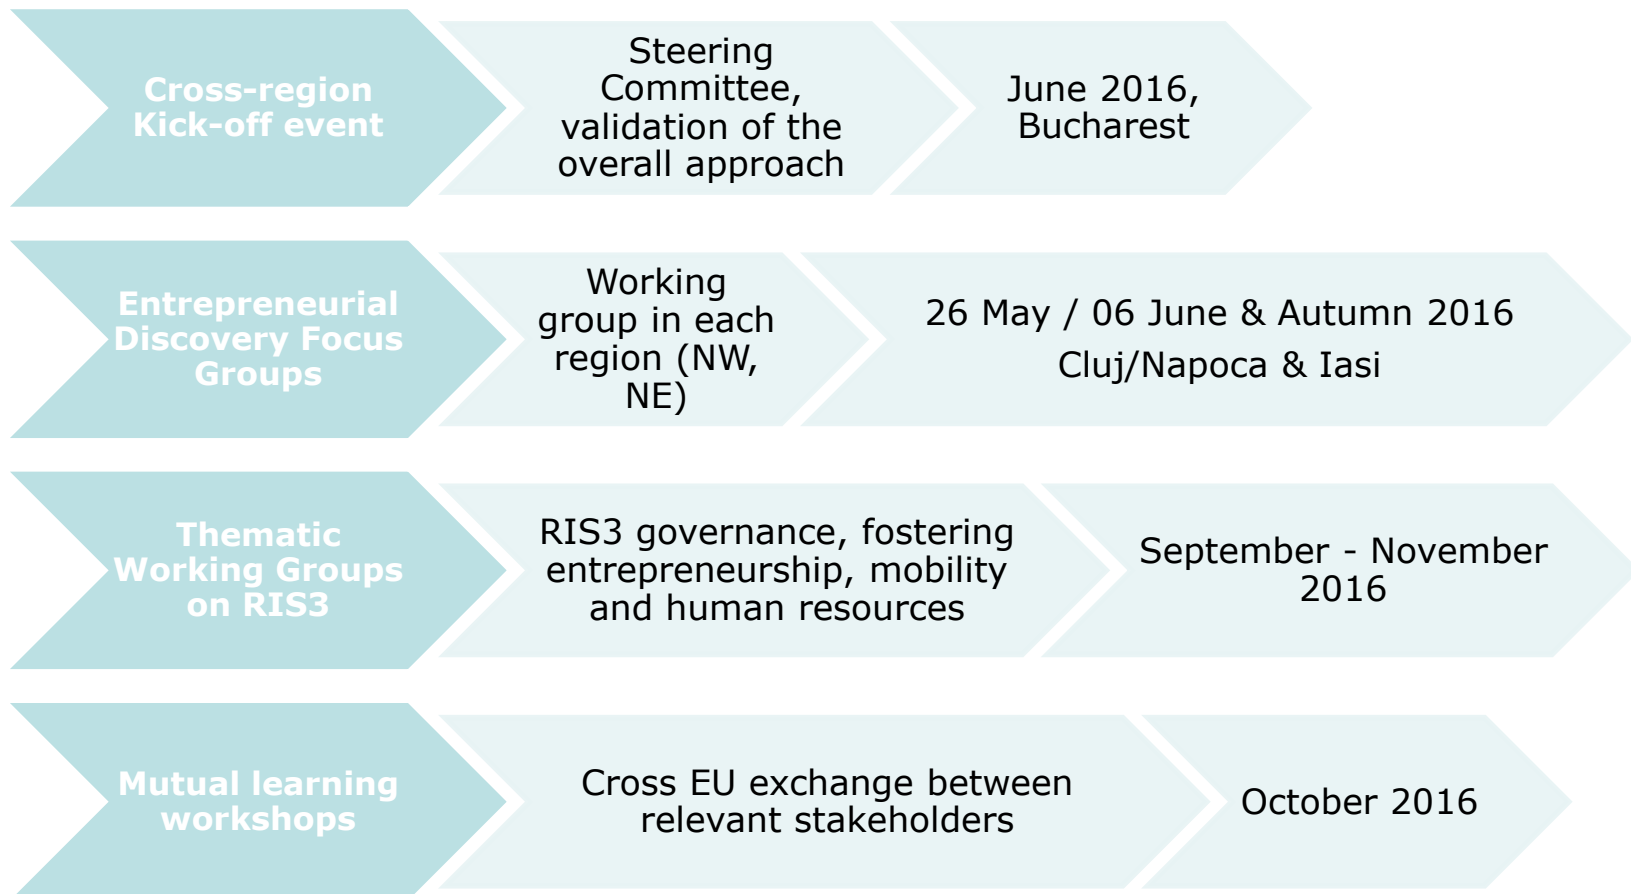 Cross-region
Kick-off event
Steering
Committee,
validation of the
overall approach
June 2016,
Bucharest
Entrepreneurial
Discovery Focus
Groups
Working
group in each
region (NW,
NE)
26 May / 06 June & Autumn 2016
Cluj/Napoca & Iasi
Thematic
Working Groups
on RIS3
RIS3 governance, fostering
entrepreneurship, mobility
and human resources
September - November
2016
Mutual learning
workshops
Cross EU exchange between
relevant stakeholders
October 2016